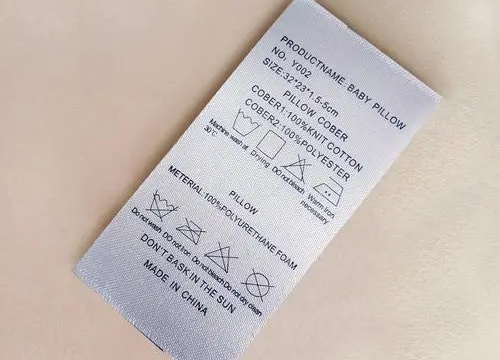 PRODUCTNAME: BABY PILLOW
NO. Y002
SIZE:32*23*1.5-5cm
PILLOW COBER
COBER1:100%KNIT COTTON
COBER2:100%POLYESTER
Machine wash at 30°C Drying Do not bleach Warm iron necessary
PILLOW
METERIAL:100%POLYURETHANE FOAM
Do not wash Do not Iron Do not bleach Do not dry clean
DON'T BASK IN THE SUN
MADE IN CHINA